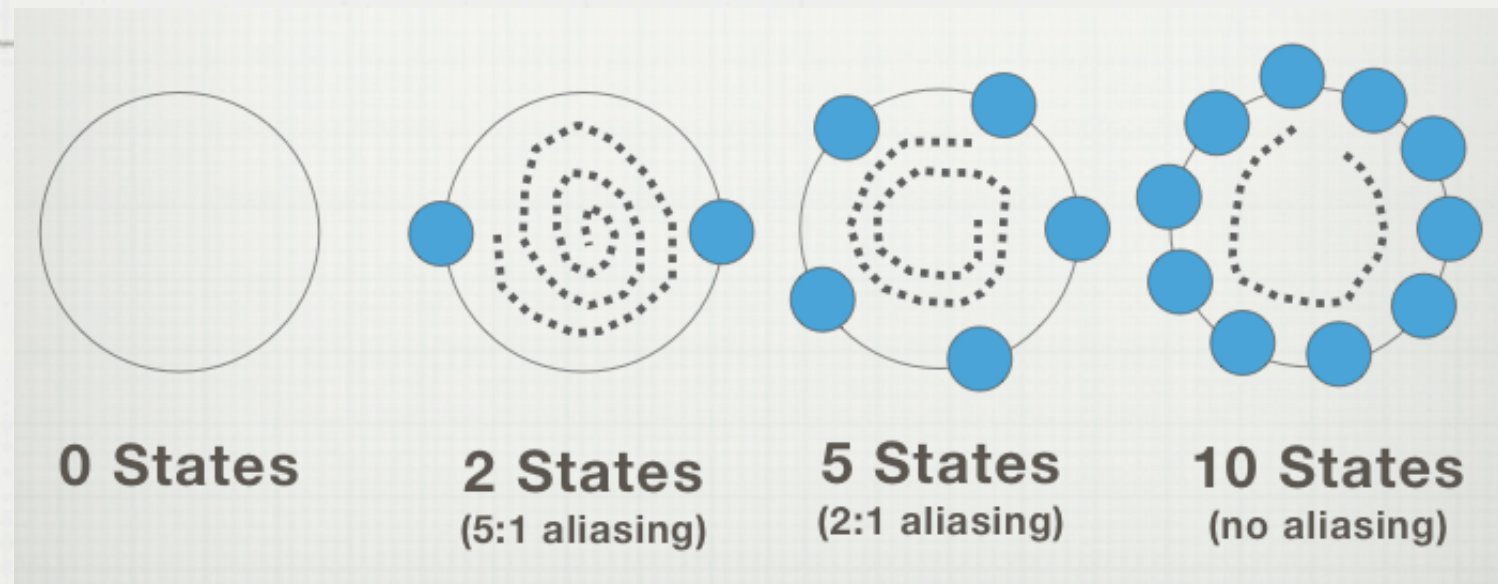 0 States
2 States
(5:1 aliasing)
5 States
(2:1 aliasing)
10 States
(no aliasing)